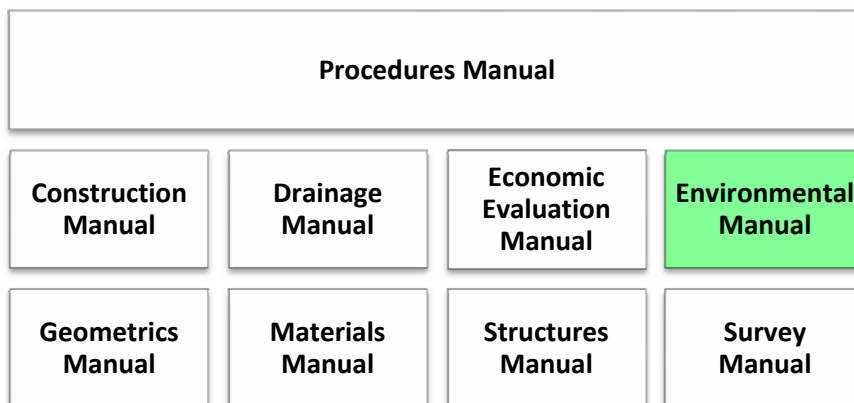 Procedures Manual
Construction
Manual
Drainage
Manual
Economic
Evaluation
Manual
Environmental
Manual
Geometrics
Manual
Materials
Manual
Structures
Manual
Survey
Manual